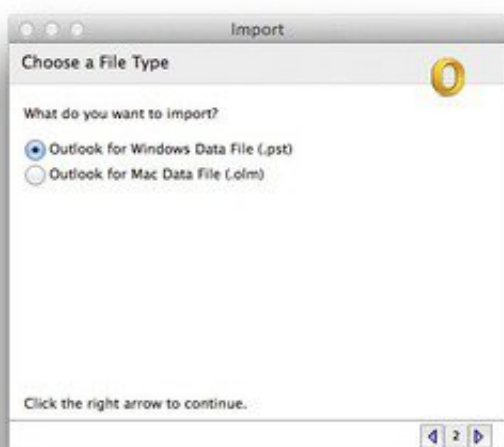 Import
Choose a File Type
What do you want to import?
Outlook for Windows Data File (.pst)
Outlook for Mac Data File (.olm)
Click the right arrow to continue.
2